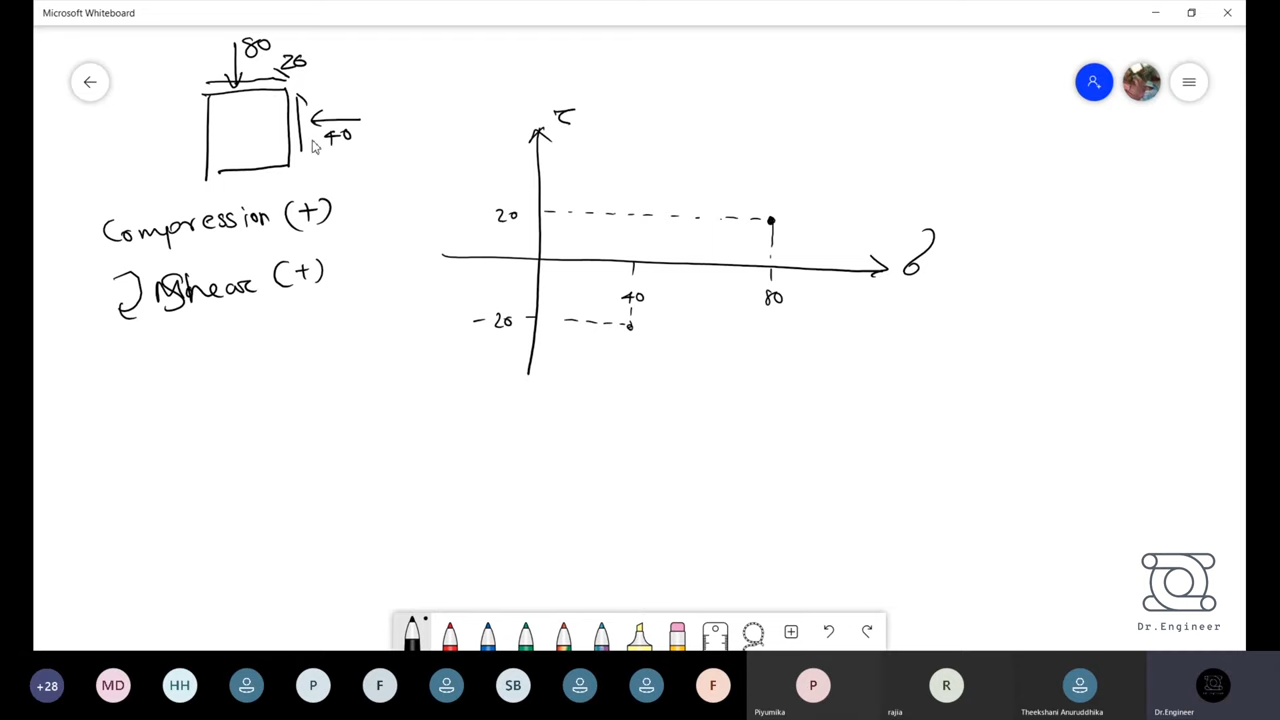 Microsoft Whiteboard
80
20
40
τ
Compression (+)
20
σ
Shear (+)
40
80
- 20
Dr.Engineer
+28
MD
HH
P
F
SB
F
P
R
Piyumika
rajia
Theekshani Anuruddhika
Dr.Engineer